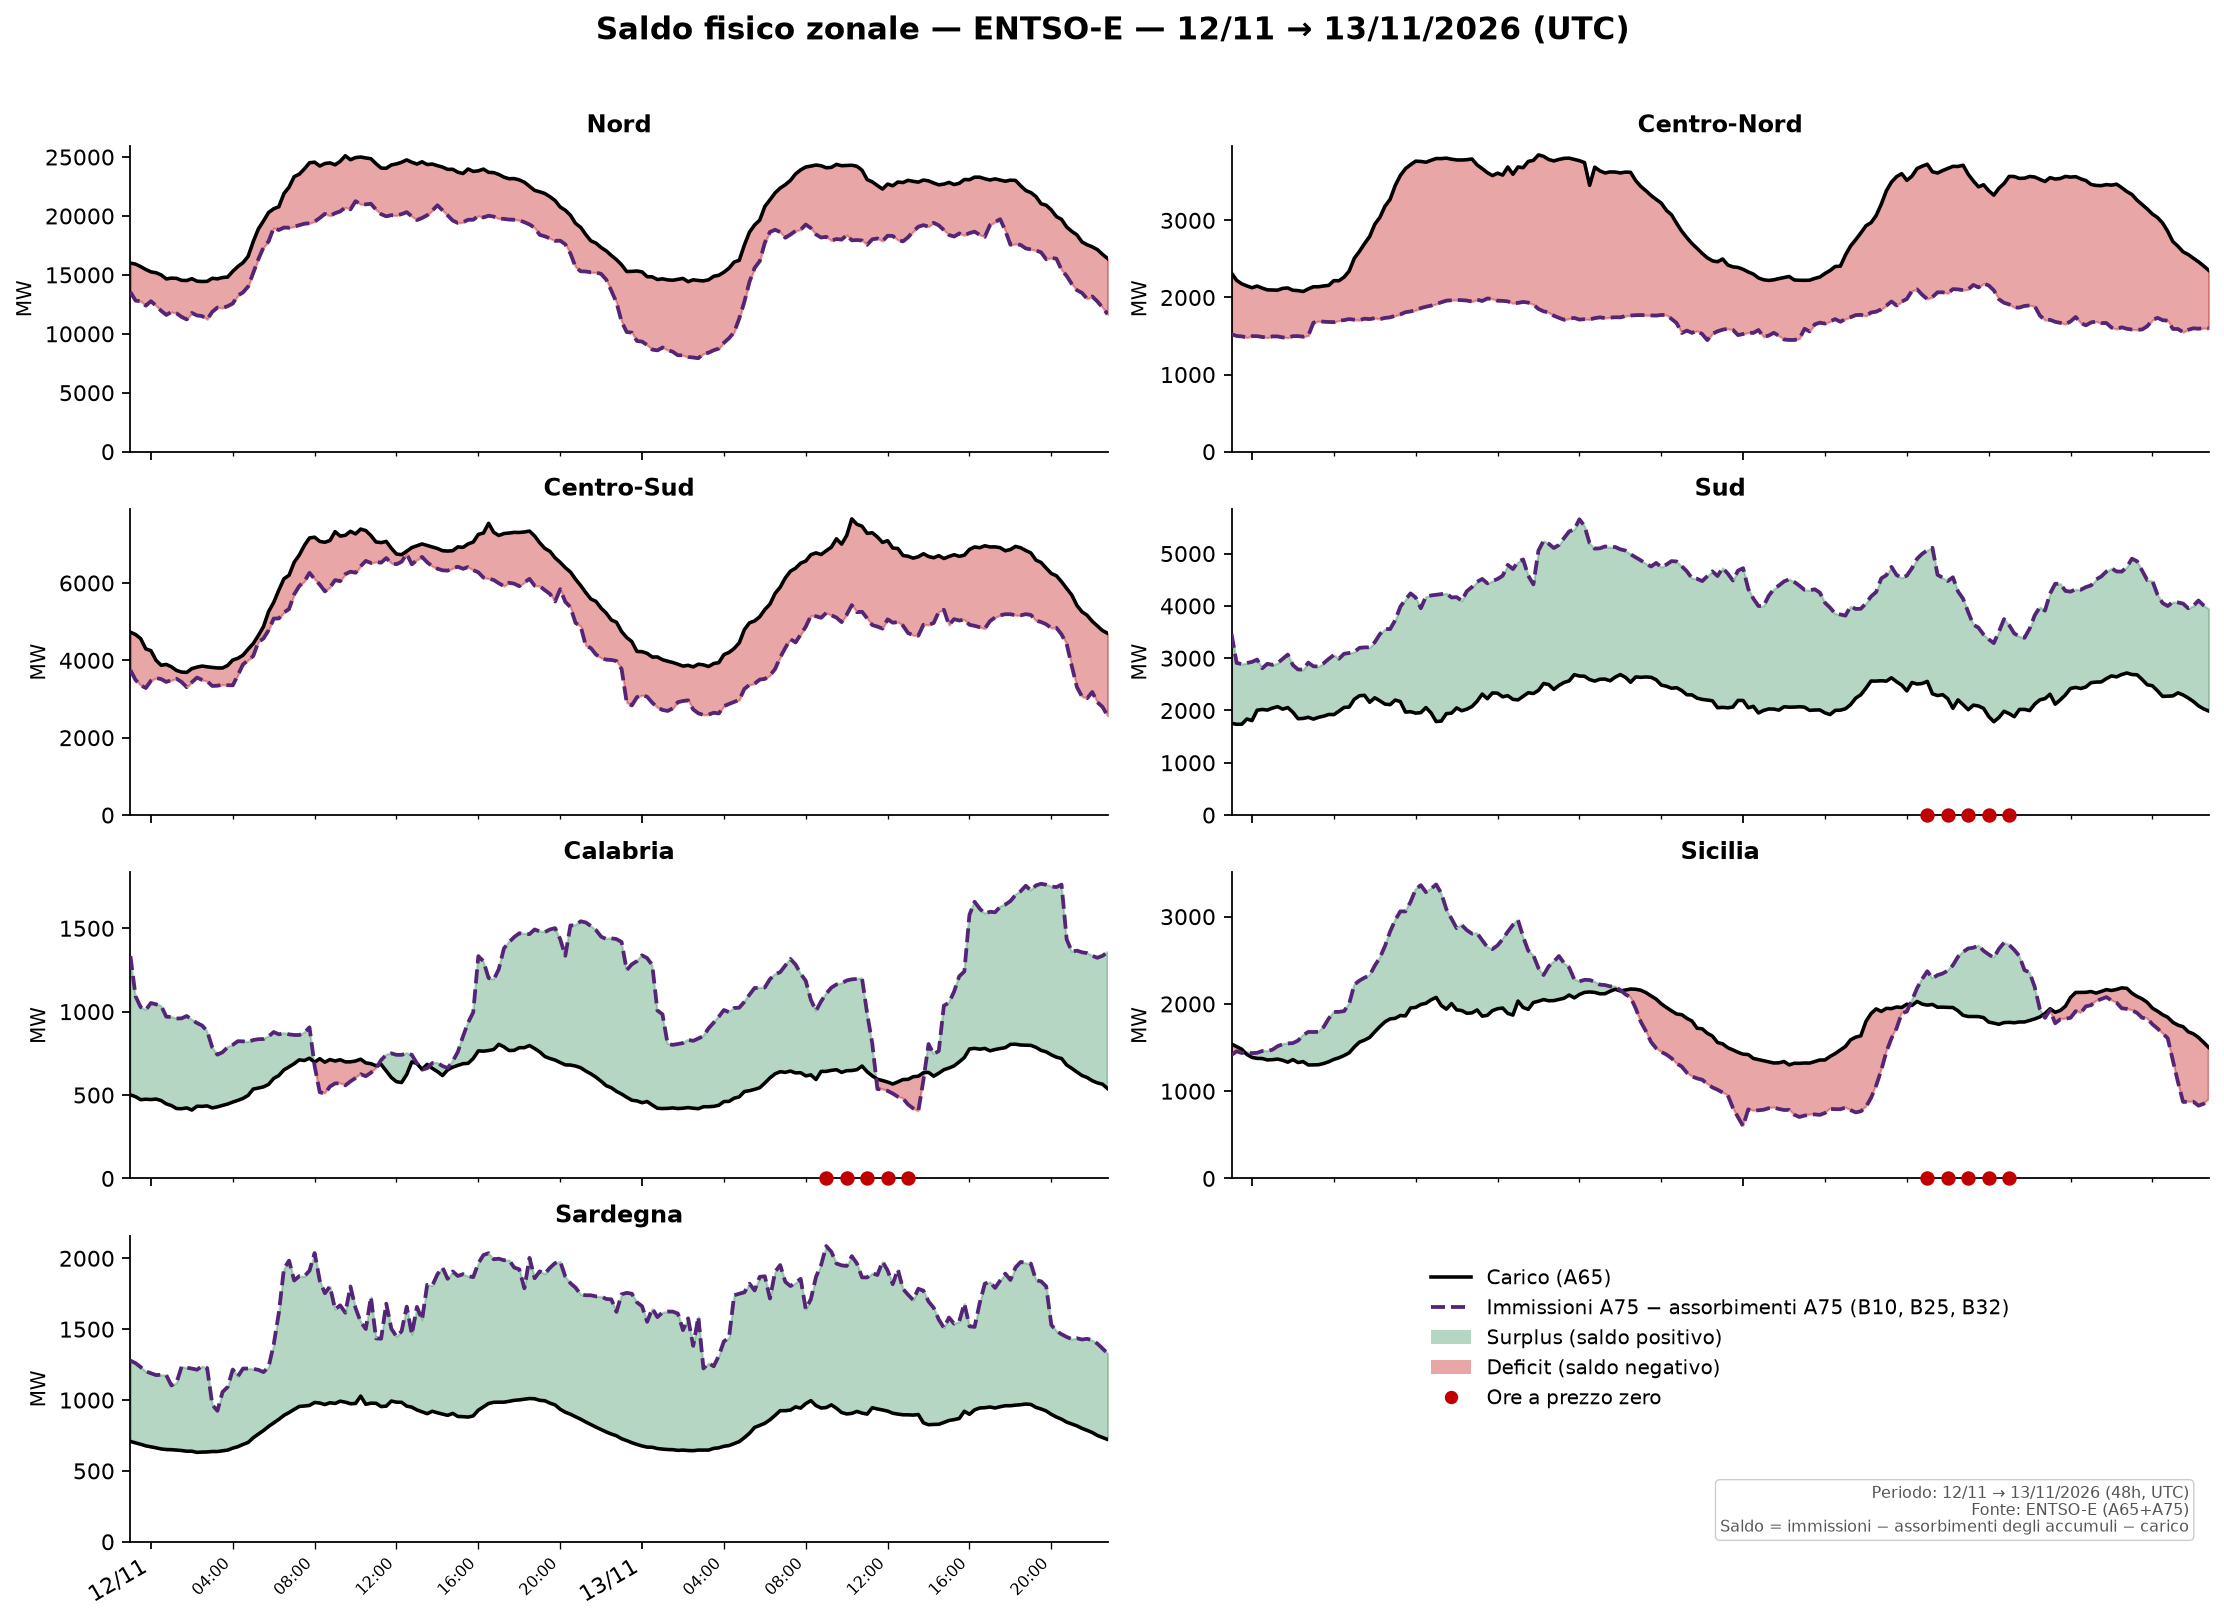 Saldo fisico zonale — ENTSO-E — 12/11 → 13/11/2026 (UTC)
Nord
MW
25000
20000
15000
10000
5000
0
Centro-Nord
MW
3000
2000
1000
0
Centro-Sud
MW
6000
4000
2000
0
Sud
MW
5000
4000
3000
2000
1000
0
Calabria
MW
1500
1000
500
0
Sicilia
MW
3000
2000
1000
0
Sardegna
MW
2000
1500
1000
500
0
12/11 04:00 08:00 12:00 16:00 20:00 13/11 04:00 08:00 12:00 16:00 20:00
Carico (A65)
Immissioni A75 − assorbimenti A75 (B10, B25, B32)
Surplus (saldo positivo)
Deficit (saldo negativo)
Ore a prezzo zero
Periodo: 12/11 → 13/11/2026 (48h, UTC)
Fonte: ENTSO-E (A65+A75)
Saldo = immissioni − assorbimenti degli accumuli − carico